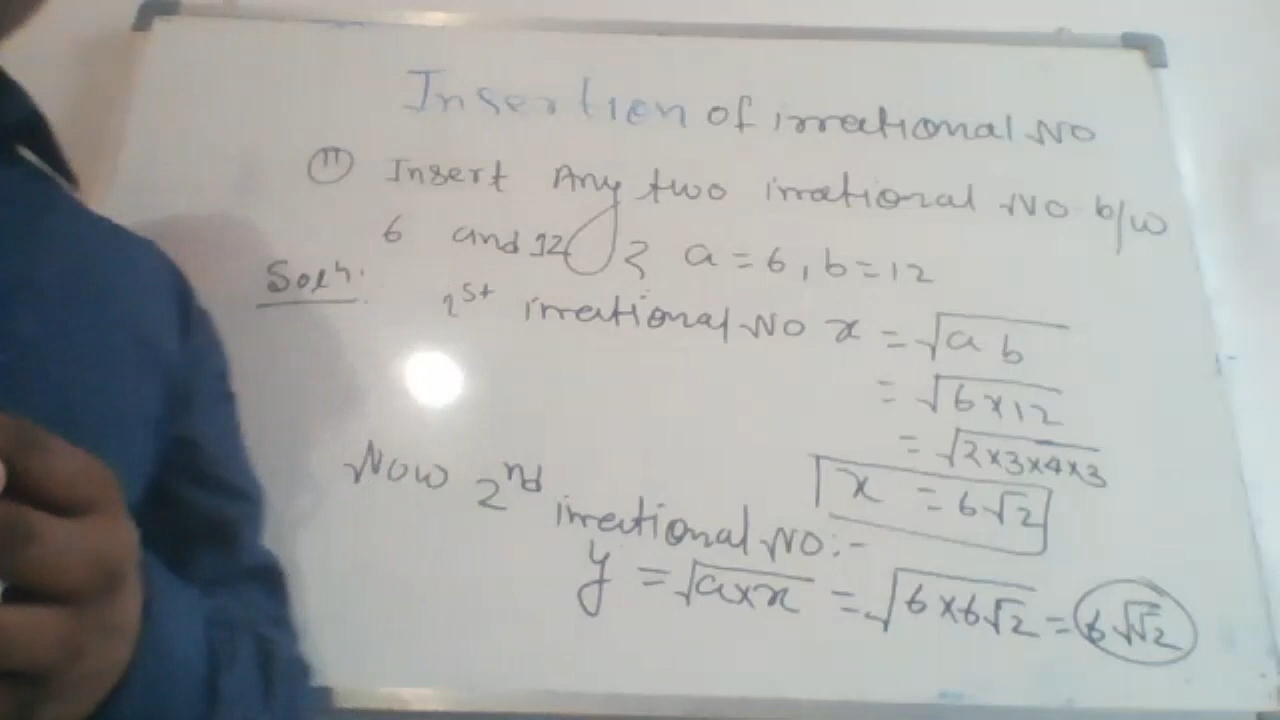 Insertion of irrational NO
(11) Insert Any two irrational NO b/w
6 and 12 } a = 6, b = 12
Solⁿ.
1st irrational NO x = √ab
= √6×12
= √2×3×4×3
x = 6√2
Now 2nd
irrational NO:-
y = √a×x = √6×6√2 = 6√√2